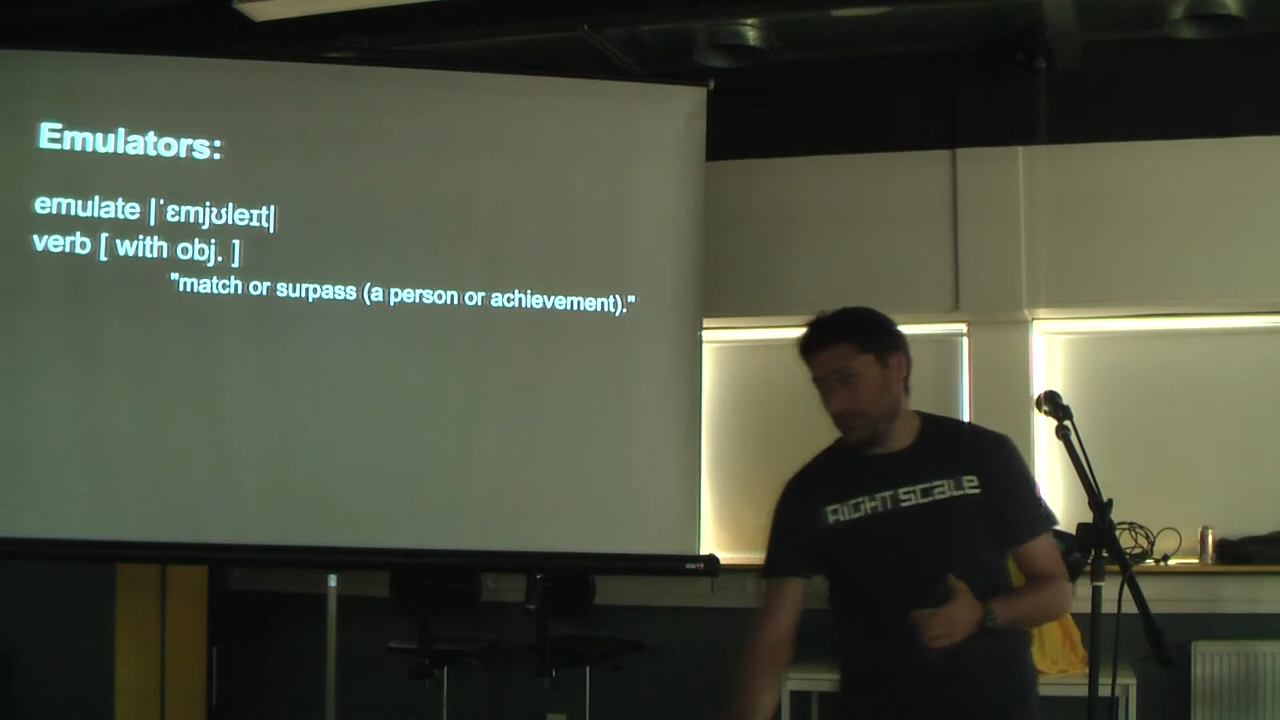 Emulators:
emulate |ˈɛmjʊleɪt|
verb [ with obj. ]
"match or surpass (a person or achievement)."
RIGHTSCALE